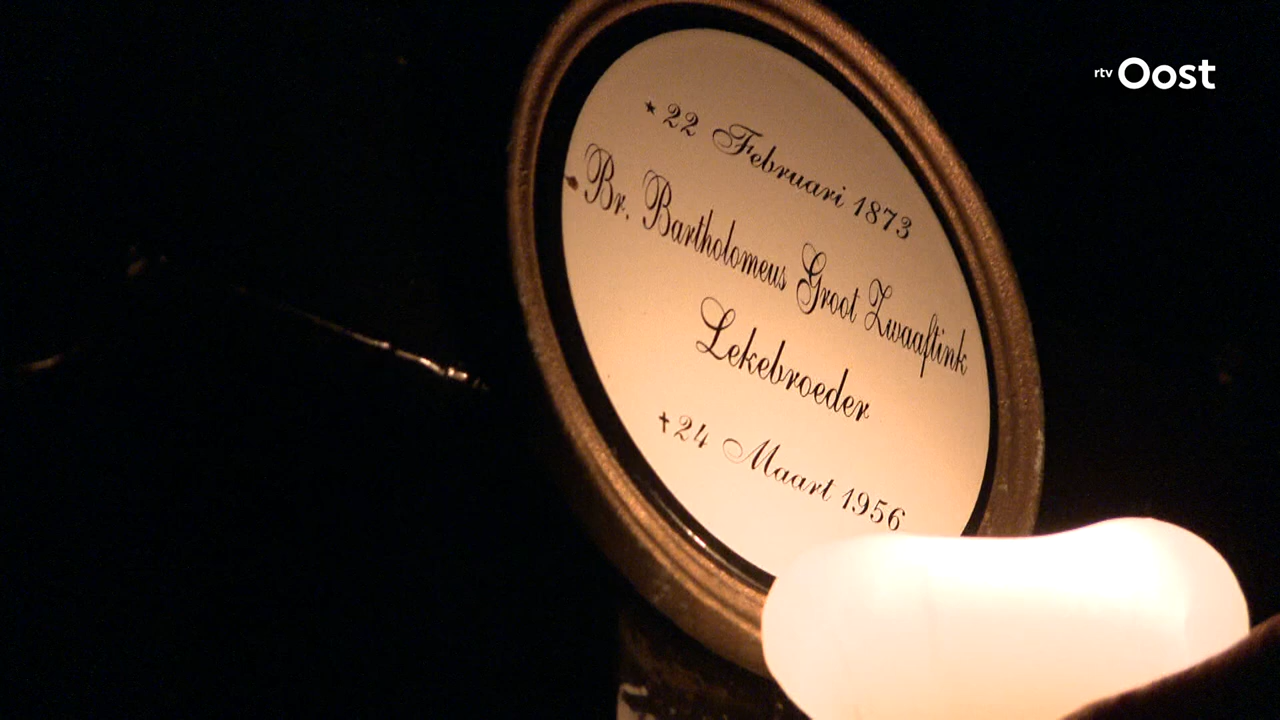 rtv Oost
* 22 Februari 1873
Br. Bartholomeus Groot Zwaaftink
Lekebroeder
† 24 Maart 1956